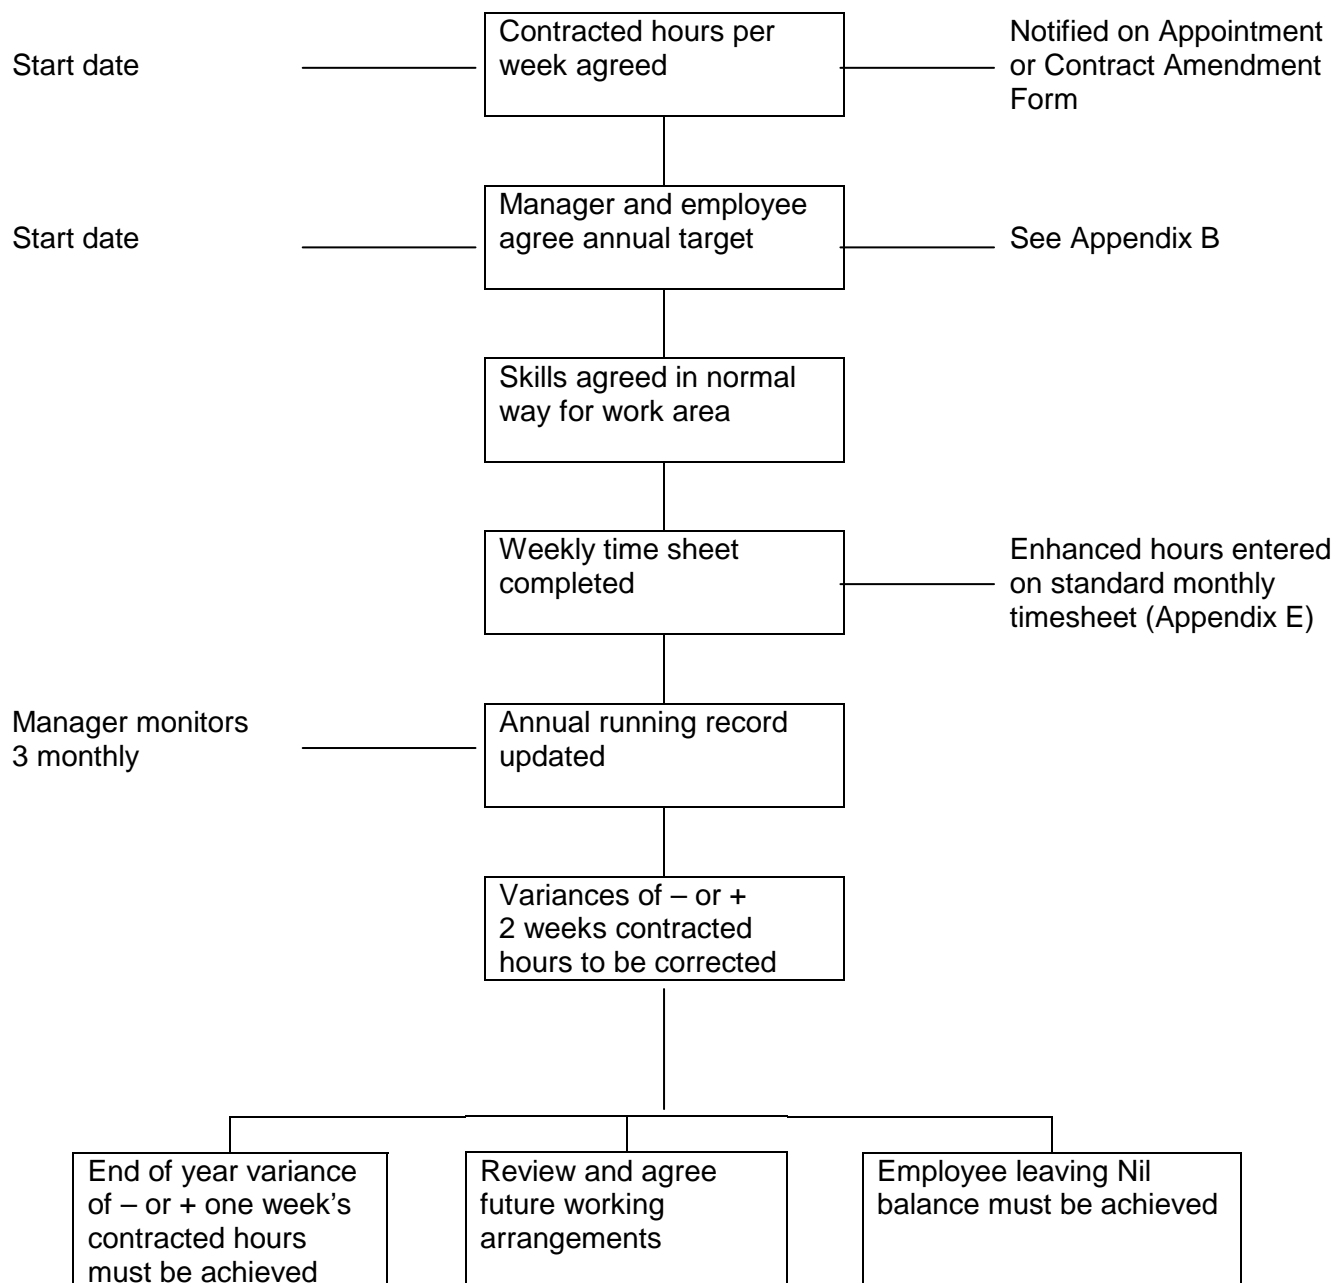 Start date
Contracted hours per
week agreed
Notified on Appointment
or Contract Amendment
Form
Start date
Manager and employee
agree annual target
See Appendix B
Skills agreed in normal
way for work area
Weekly time sheet
completed
Enhanced hours entered
on standard monthly
timesheet (Appendix E)
Manager monitors
3 monthly
Annual running record
updated
Variances of – or +
2 weeks contracted
hours to be corrected
End of year variance
of – or + one week’s
contracted hours
must be achieved
Review and agree
future working
arrangements
Employee leaving Nil
balance must be achieved